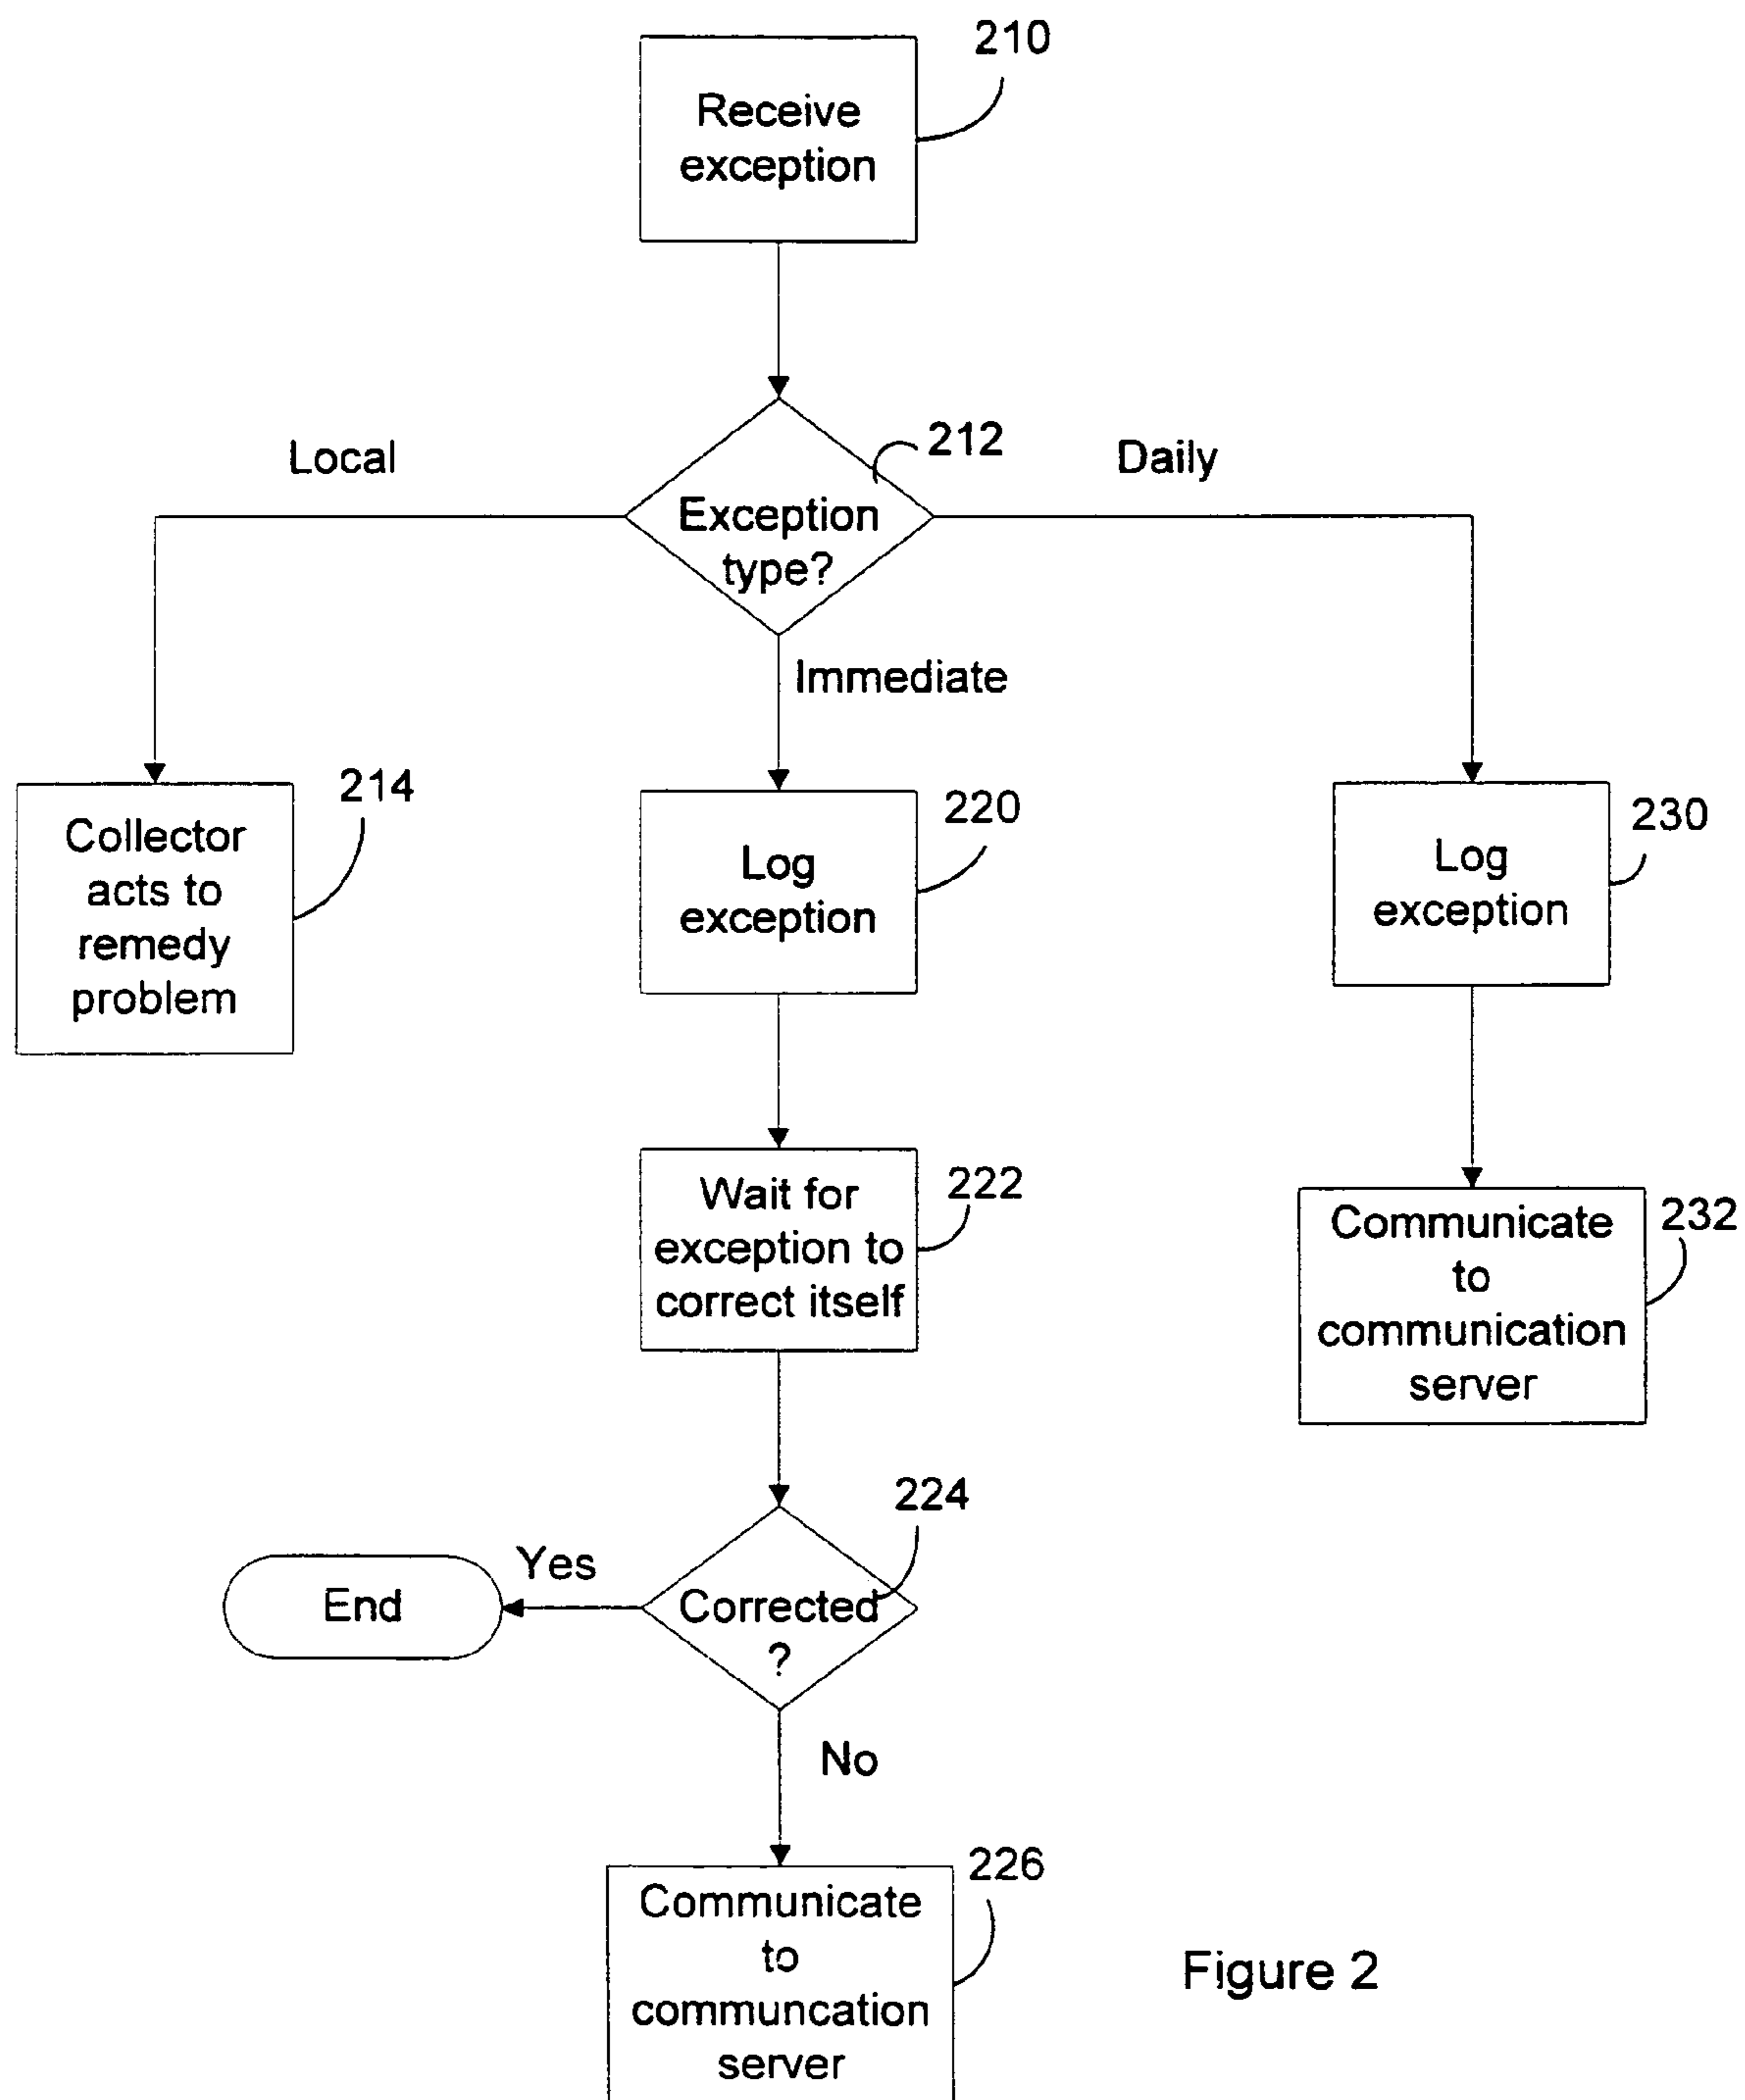 210
Receive
exception
212
Local
Daily
Exception
type?
Immediate
214
Collector
acts to
remedy
problem
220
Log
exception
230
Log
exception
222
Wait for
exception to
correct itself
232
Communicate
to
communication
server
224
Yes
End
Corrected
?
No
226
Communicate
to
communcation
server
Figure 2